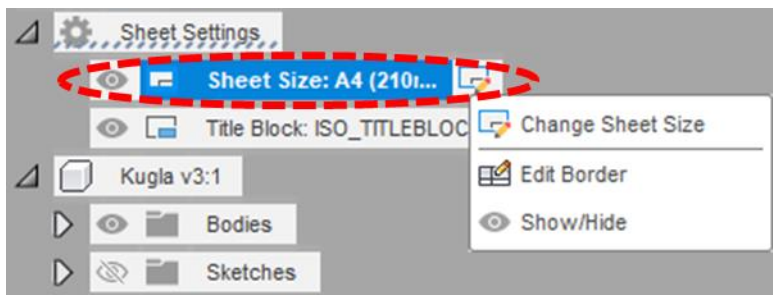 Sheet Settings
Sheet Size: A4 (210ı...
Title Block: ISO_TITLEBLOC
Change Sheet Size
Edit Border
Show/Hide
Kugla v3:1
Bodies
Sketches